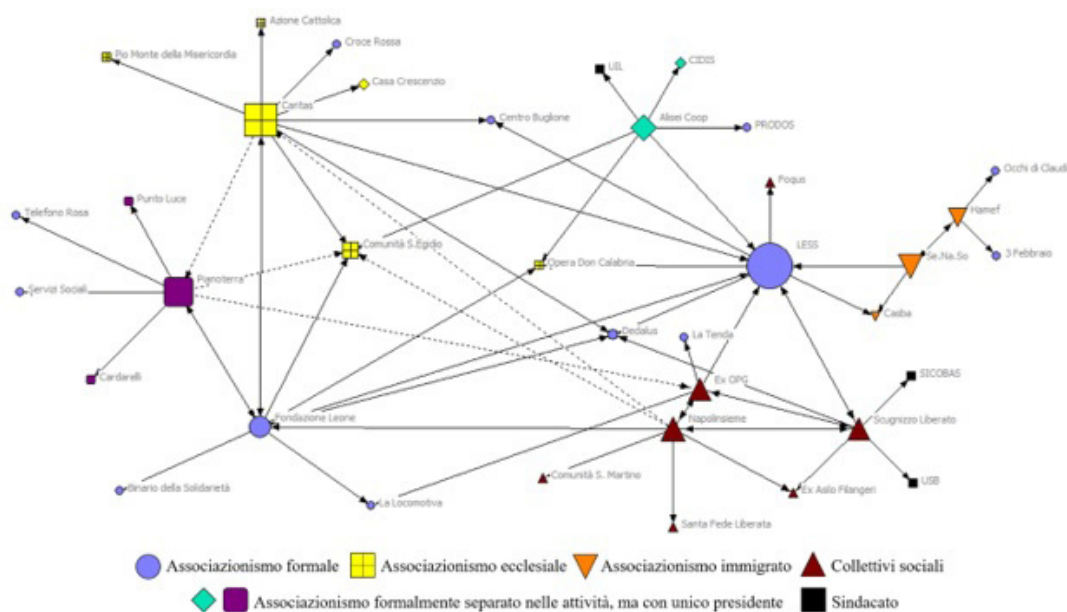 Azione Cattolica
Croce Rossa
Pio Monte della Misericordia
Casa Crescenzio
Caritas
Centro Buglione
UIL
CIDIS
Alisei Coop
PRODOS
Poqus
Occhi di Claudi
Hamef
3 Febbraio
LESS
Se.Na.So
Casba
Punto Luce
Telefono Rosa
Comunità S.Egidio
Opera Don Calabria
Pianoterra
Servizi Sociali
Cardarelli
Dedalus
La Tenda
Ex OPG
SICOBAS
Fondazione Leone
Napolinsieme
Scugnizzo Liberato
Comunità S. Martino
USB
Binario della Solidarietà
La Locomotiva
Ex Asilo Filangeri
Santa Fede Liberata
Associazionismo formale
Associazionismo ecclesiale
Associazionismo immigrato
Collettivi sociali
Associazionismo formalmente separato nelle attività, ma con unico presidente
Sindacato